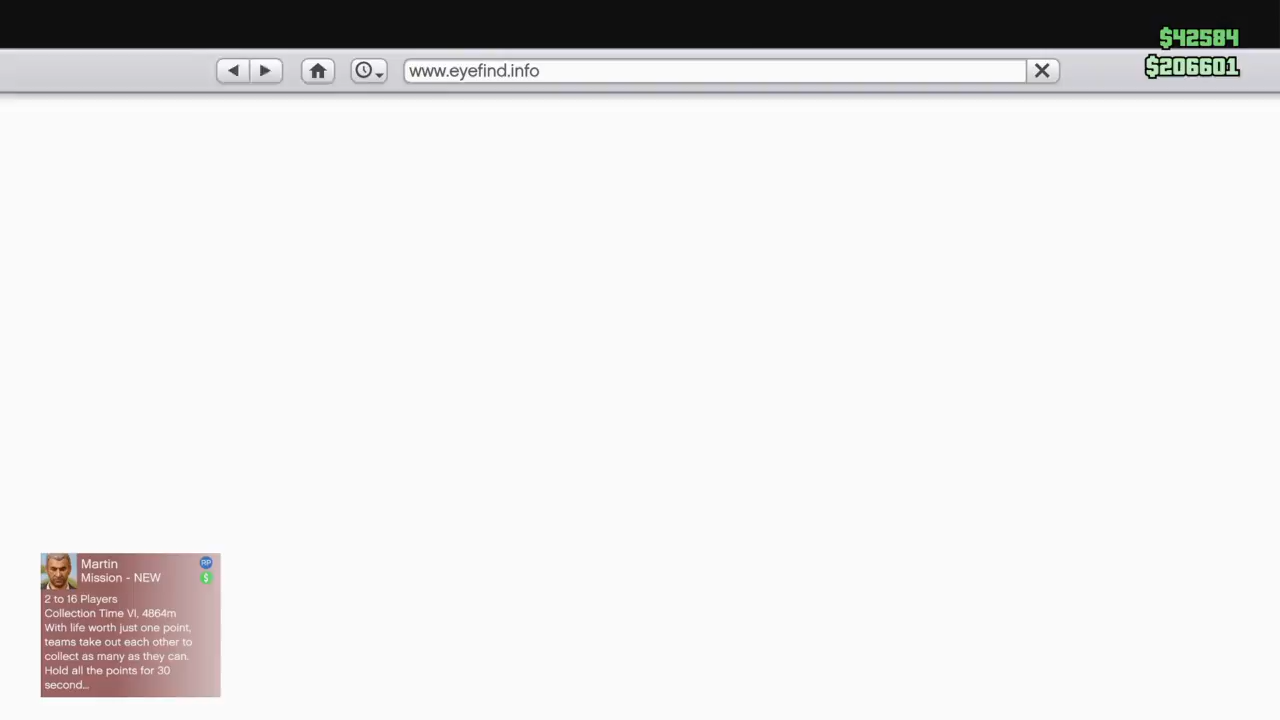 $42584
www.eyefind.info
$206601
Martin
RP
Mission - NEW
$
2 to 16 Players
Collection Time VI, 4864m
With life worth just one point,
teams take out each other to
collect as many as they can.
Hold all the points for 30
second...